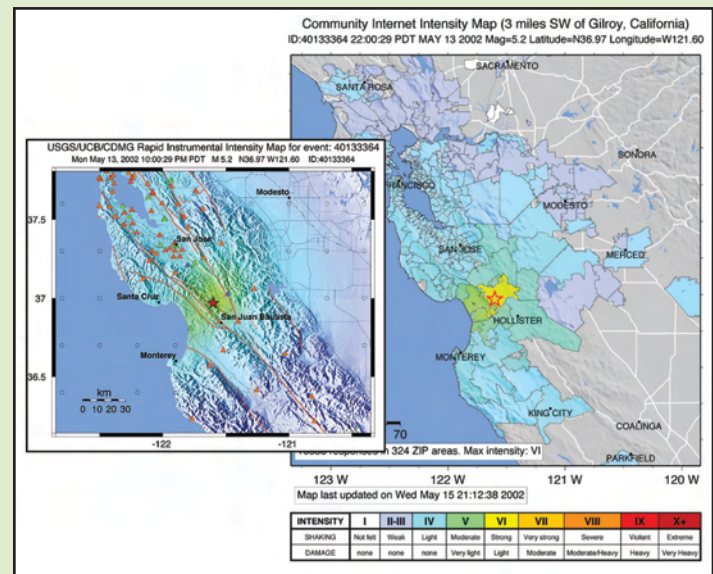 Community Internet Intensity Map (3 miles SW of Gilroy, California)
ID:40133364 22:00:29 PDT MAY 13 2002 Mag=5.2 Latitude=N36.97 Longitude=W121.60
SACRAMENTO
SANTA ROSA
SONORA
FRANCISCO
MODESTO
SAN JOSE
MERCED
HOLLISTER
MONTEREY
KING CITY
COALINGA
PARKFIELD
70
responses in 324 ZIP areas. Max intensity: VI
123˚W 122˚W 121˚W 120˚W
Map last updated on Wed May 15 21:12:38 2002
INTENSITY I II-III IV V VI VII VIII IX X+
SHAKING Not felt Weak Light Moderate Strong Very strong Severe Violent Extreme
DAMAGE none none none Very light Light Moderate Moderate/Heavy Heavy Very Heavy
USGS/UCB/CDMG Rapid Instrumental Intensity Map for event: 40133364
Mon May 13, 2002 10:00:29 PM PDT M 5.2 N36.97 W121.60 ID:40133364
Modesto
37.5
San José
37
Santa Cruz
San Juan Bautista
Monterey
36.5
km
0 10 20 30
-122 -121